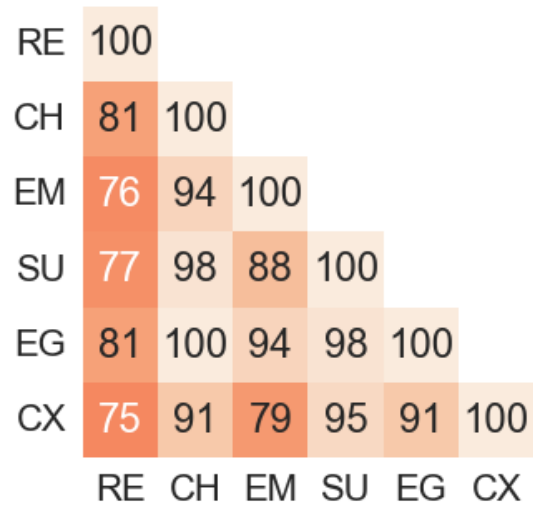 RE 100
CH 81 100
EM 76 94 100
SU 77 98 88 100
EG 81 100 94 98 100
CX 75 91 79 95 91 100
RE CH EM SU EG CX